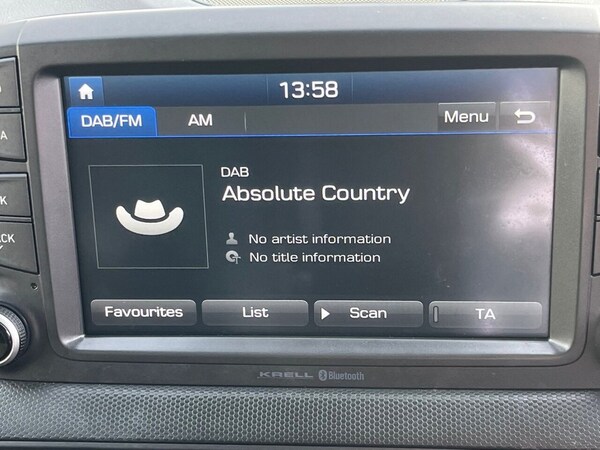 13:58
DAB/FM AM Menu
DAB
Absolute Country
No artist information
No title information
Favourites List Scan TA
KRELL Bluetooth